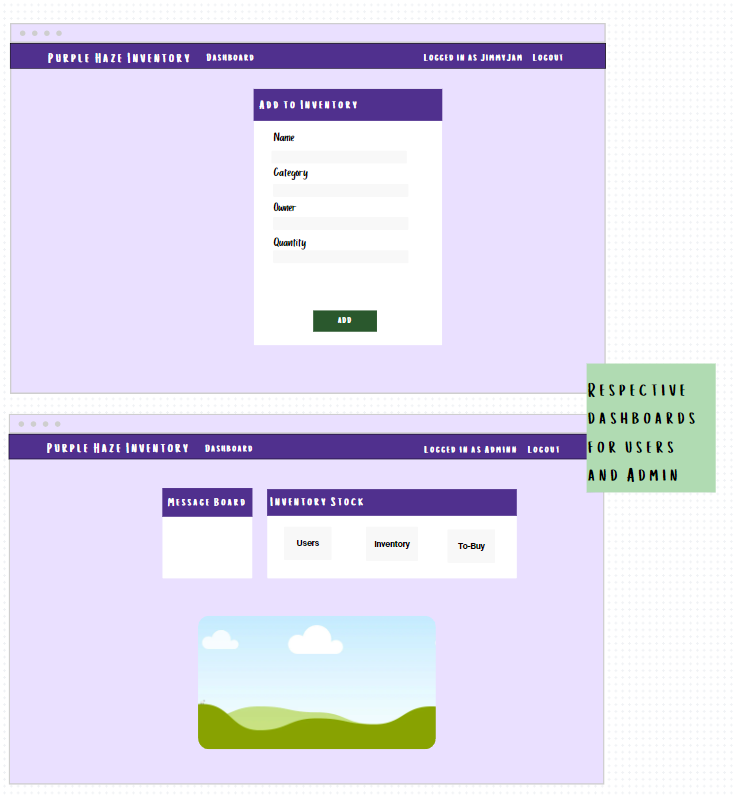 Purple Haze Inventory Dashboard Logged in as JimmyJam Logout
Add to Inventory
Name
Category
Owner
Quantity
ADD
Respective
dashboards
for users
and Admin
Purple Haze Inventory Dashboard Logged in as Adminn Logout
Message Board Inventory Stock
Users Inventory To-Buy